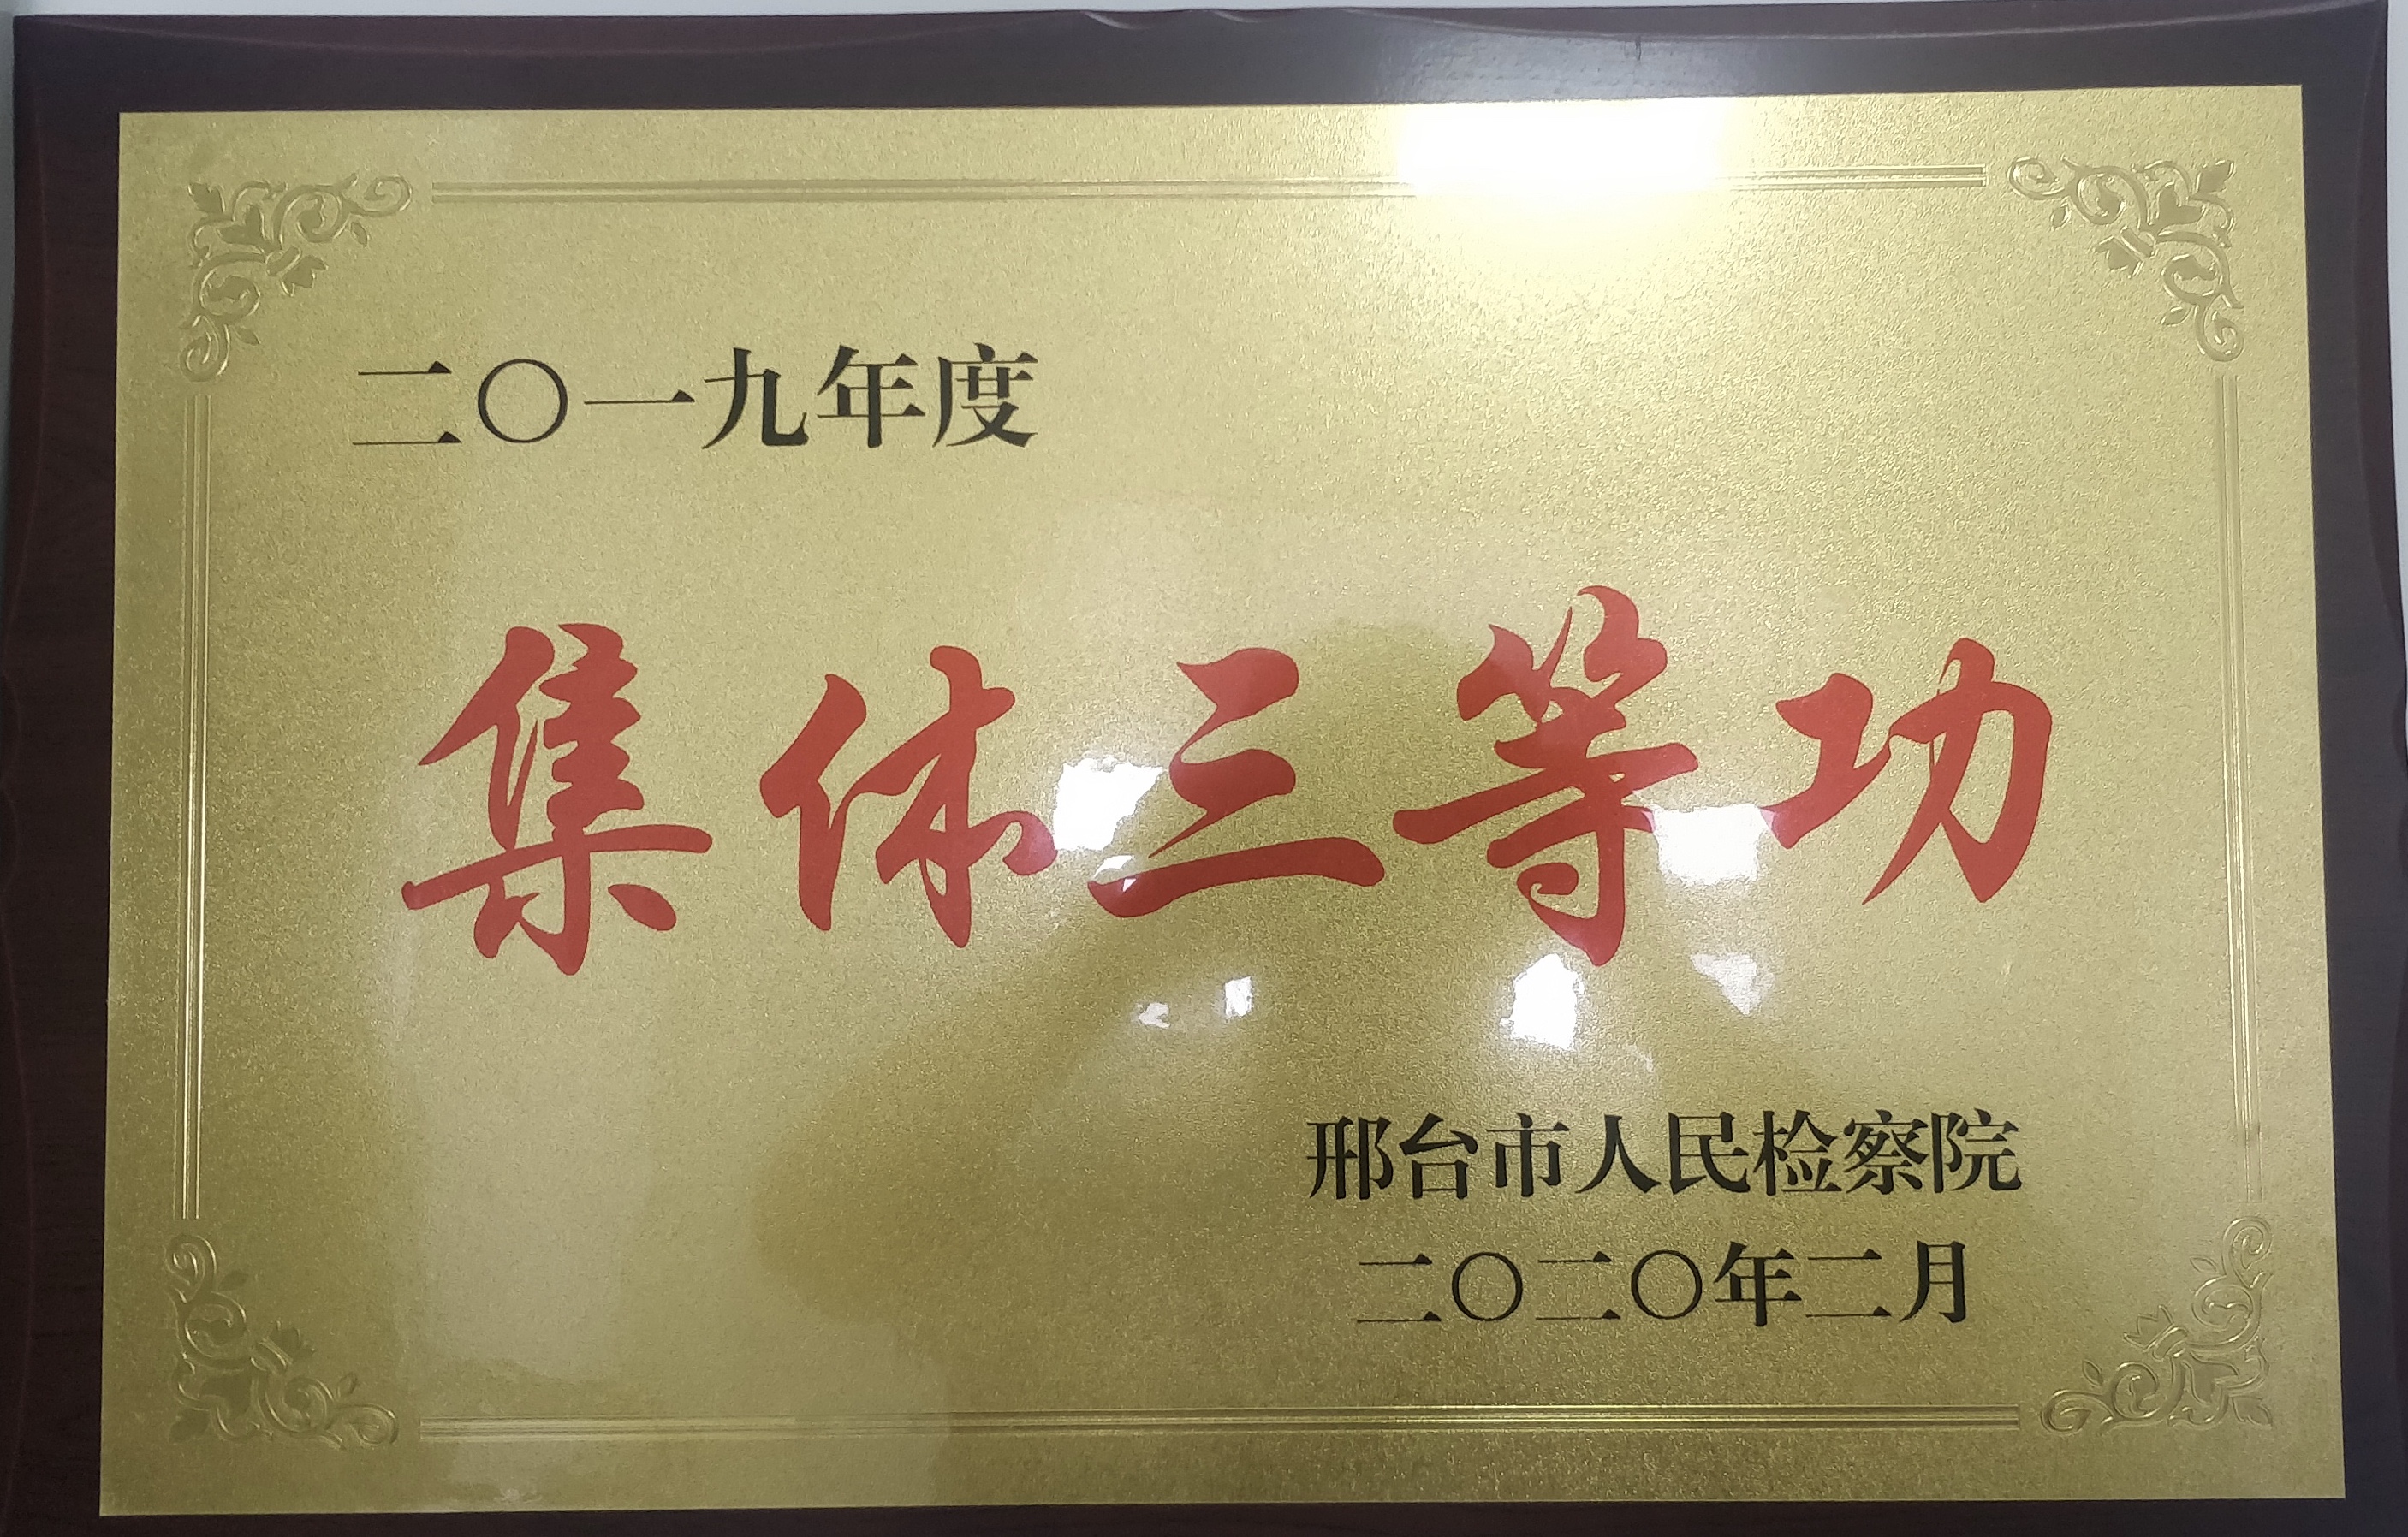 二〇一九年度
集体三等功
邢台市人民检察院
二〇二〇年二月